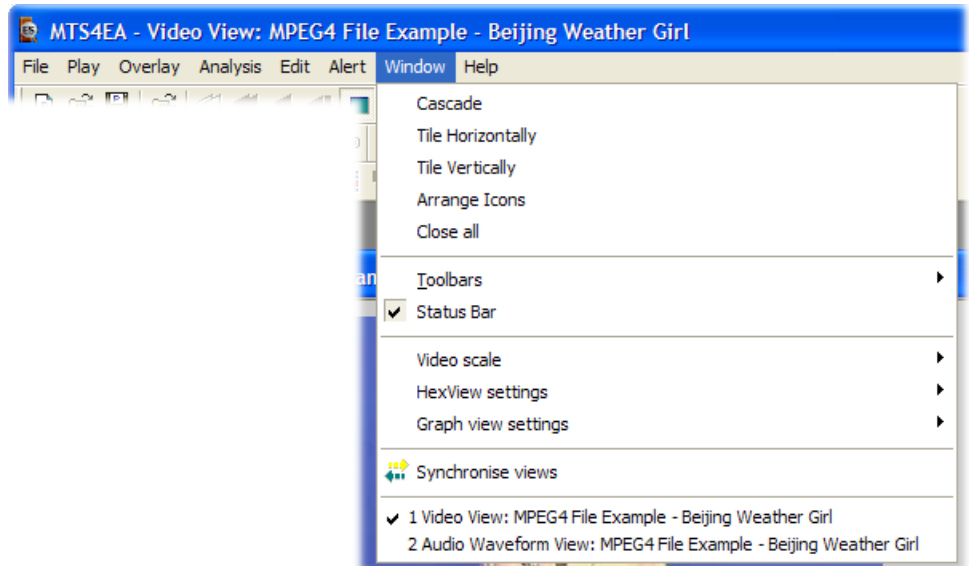 MTS4EA - Video View: MPEG4 File Example - Beijing Weather Girl
File Play Overlay Analysis Edit Alert Window Help
Cascade
Tile Horizontally
Tile Vertically
Arrange Icons
Close all
Toolbars
Status Bar
Video scale
HexView settings
Graph view settings
Synchronise views
1 Video View: MPEG4 File Example - Beijing Weather Girl
2 Audio Waveform View: MPEG4 File Example - Beijing Weather Girl